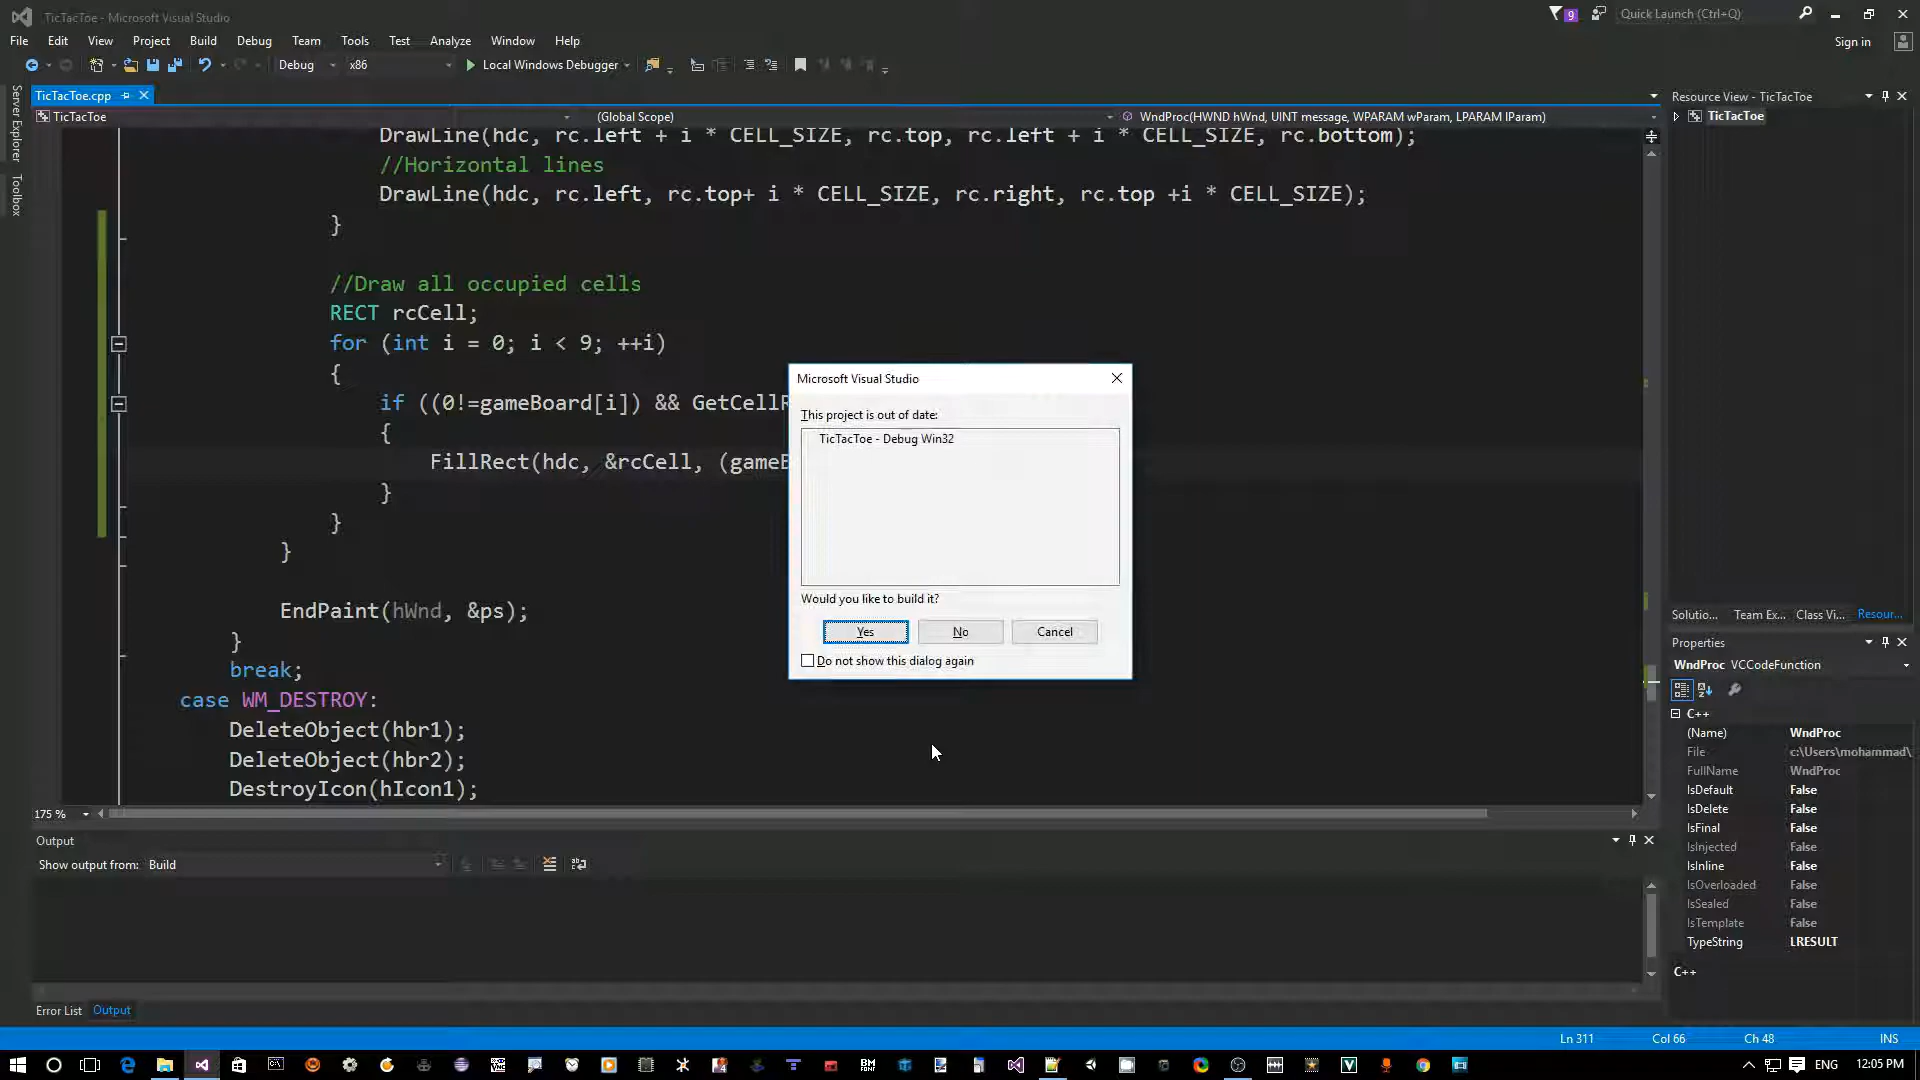 TicTacToe - Microsoft Visual Studio
9
Quick Launch (Ctrl+Q)
File Edit View Project Build Debug Team Tools Test Analyze Window Help
Sign in
Debug x86 Local Windows Debugger
Server Explorer
Toolbox
TicTacToe.cpp
TicTacToe (Global Scope) WndProc(HWND hWnd, UINT message, WPARAM wParam, LPARAM lParam)
DrawLine(hdc, rc.left + i * CELL_SIZE, rc.top, rc.left + i * CELL_SIZE, rc.bottom);
//Horizontal lines
DrawLine(hdc, rc.left, rc.top+ i * CELL_SIZE, rc.right, rc.top +i * CELL_SIZE);
}
//Draw all occupied cells
RECT rcCell;
for (int i = 0; i < 9; ++i)
{
if ((0!=gameBoard[i]) && GetCellR
{
FillRect(hdc, &rcCell, (gameB
}
}
}
EndPaint(hWnd, &ps);
}
break;
case WM_DESTROY:
DeleteObject(hbr1);
DeleteObject(hbr2);
DestroyIcon(hIcon1);
175 %
Microsoft Visual Studio
This project is out of date:
TicTacToe - Debug Win32
Would you like to build it?
Yes No Cancel
Do not show this dialog again
Output
Show output from: Build
Error List Output
Resource View - TicTacToe
TicTacToe
Solutio... Team Ex... Class Vi... Resour...
Properties
WndProc VCCodeFunction
C++
(Name) WndProc
File c:\Users\mohammad\
FullName WndProc
IsDefault False
IsDelete False
IsFinal False
IsInjected False
IsInline False
IsOverloaded False
IsSealed False
IsTemplate False
TypeString LRESULT
C++
Ln 311 Col 66 Ch 48 INS
BM
FONT
V
ENG 12:05 PM